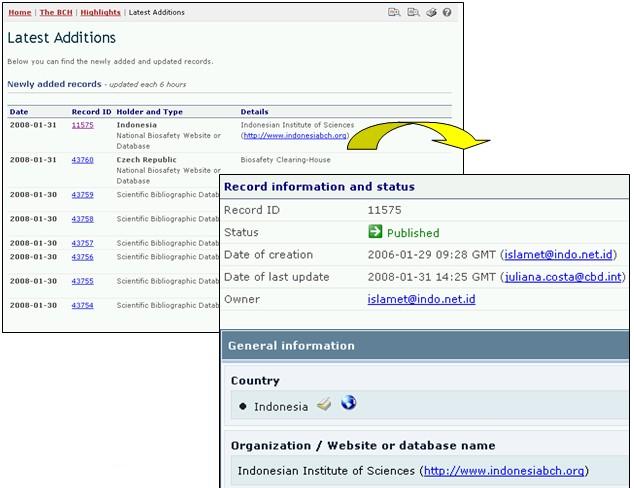 Home | The BCH | Highlights | Latest Additions
Latest Additions
Below you can find the newly added and updated records.
Newly added records - updated each 6 hours
Date Record ID Holder and Type Details
2008-01-31 11575 Indonesia Indonesian Institute of Sciences
National Biosafety Website or (http://www.indonesiabch.org)
Database
2008-01-31 43760 Czech Republic Biosafety Clearing-House
National Biosafety Website or
Database
2008-01-30 43759 Scientific Bibliographic Datab
2008-01-30 43758 Scientific Bibliographic Datab
2008-01-30 43757 Scientific Bibliographic Datab
2008-01-30 43756 Scientific Bibliographic Datab
2008-01-30 43755 Scientific Bibliographic Datab
2008-01-30 43754 Scientific Bibliographic Datab
Record information and status
Record ID 11575
Status Published
Date of creation 2006-01-29 09:28 GMT (islamet@indo.net.id)
Date of last update 2008-01-31 14:25 GMT (juliana.costa@cbd.int)
Owner islamet@indo.net.id
General information
Country
Indonesia
Organization / Website or database name
Indonesian Institute of Sciences (http://www.indonesiabch.org)